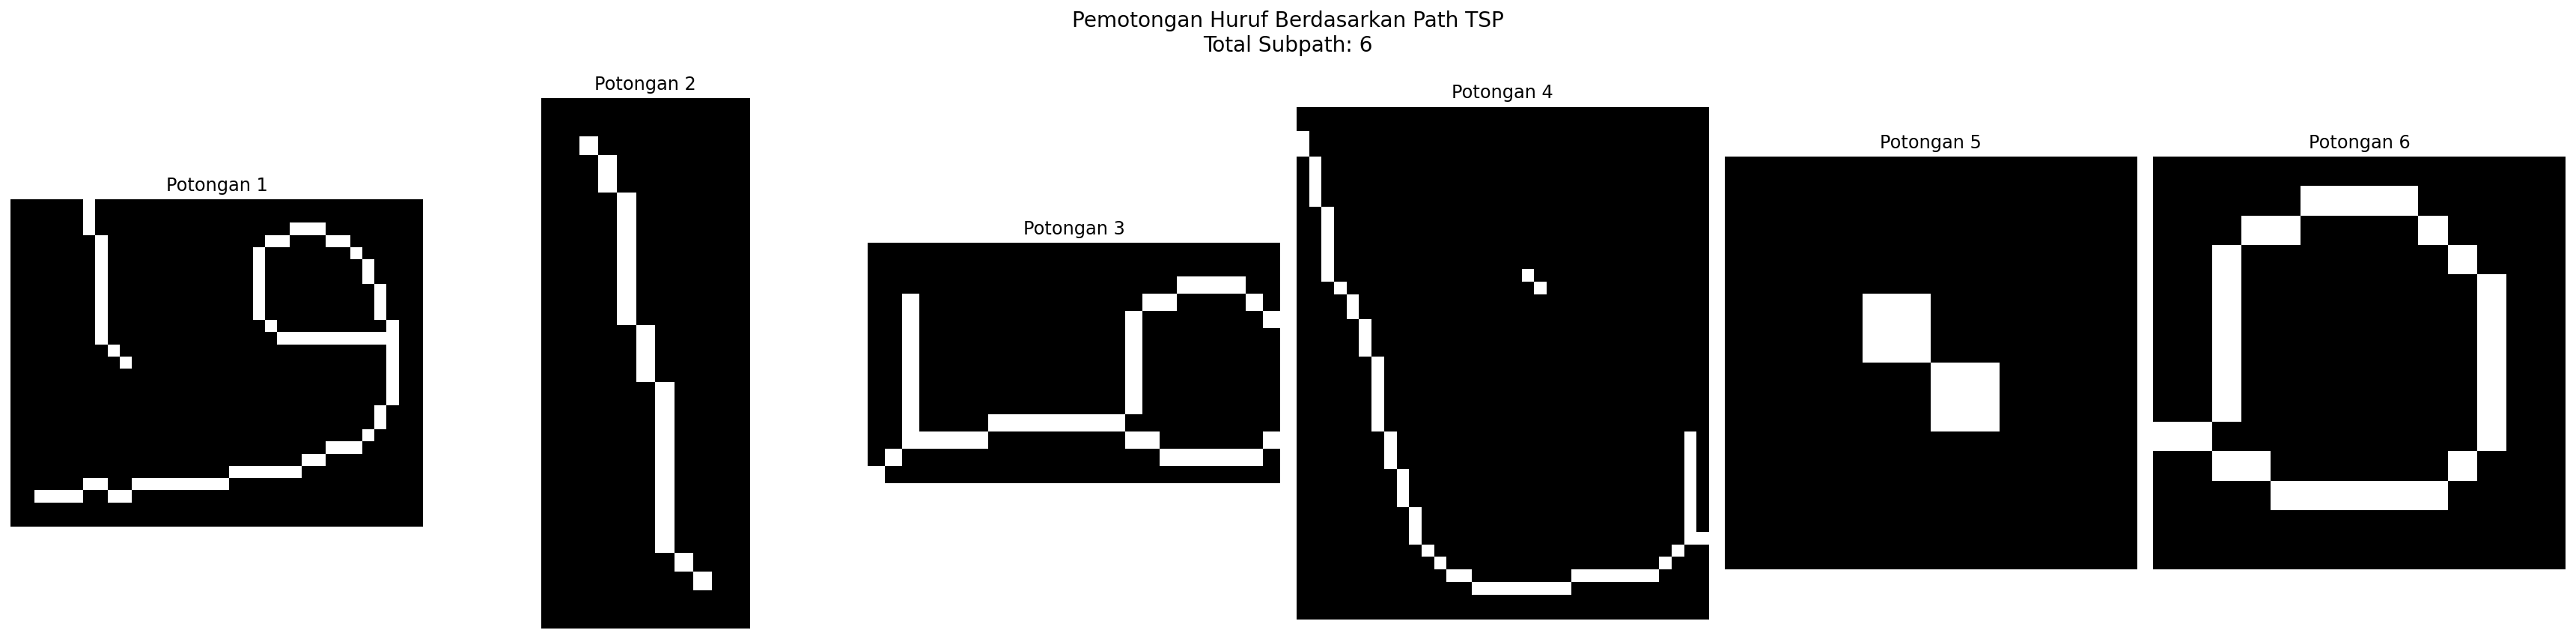 Pemotongan Huruf Berdasarkan Path TSP
Total Subpath: 6
Potongan 1
Potongan 2
Potongan 3
Potongan 4
Potongan 5
Potongan 6